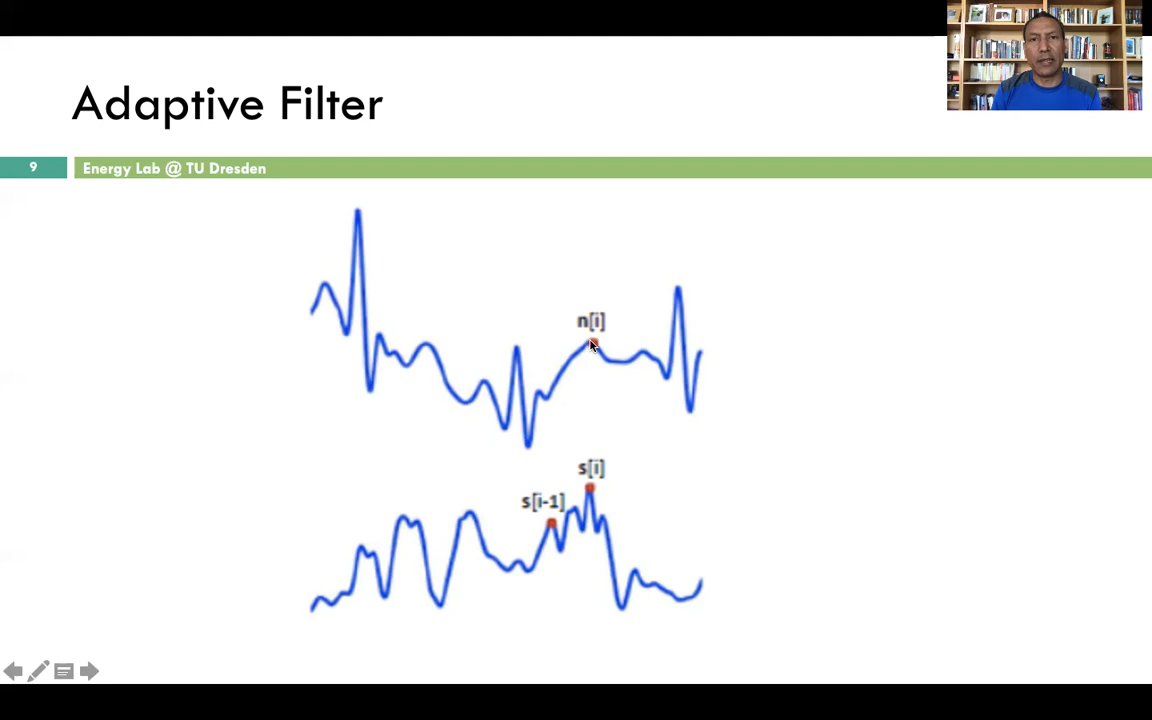 Adaptive Filter
9
Energy Lab @ TU Dresden
n[i]
s[i]
s[i-1]